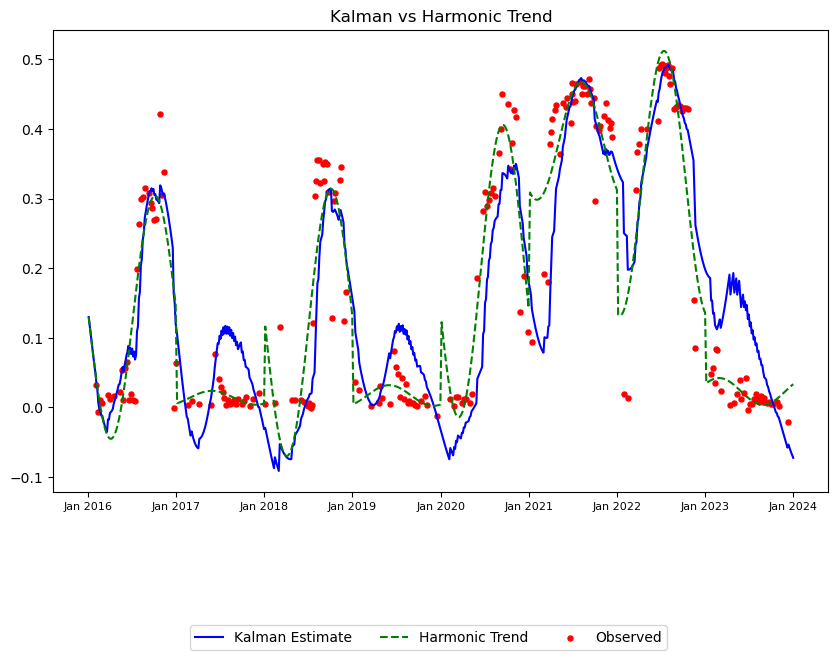 Kalman vs Harmonic Trend
0.5
0.4
0.3
0.2
0.1
0.0
−0.1
Jan 2016 Jan 2017 Jan 2018 Jan 2019 Jan 2020 Jan 2021 Jan 2022 Jan 2023 Jan 2024
Kalman Estimate Harmonic Trend Observed